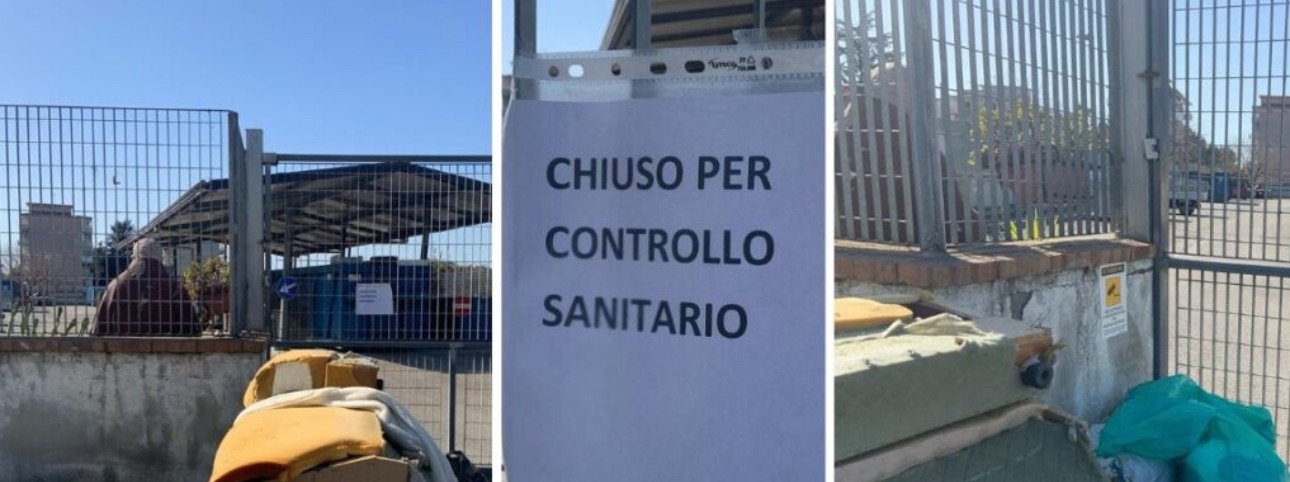 CHIUSO PER
CONTROLLO
SANITARIO